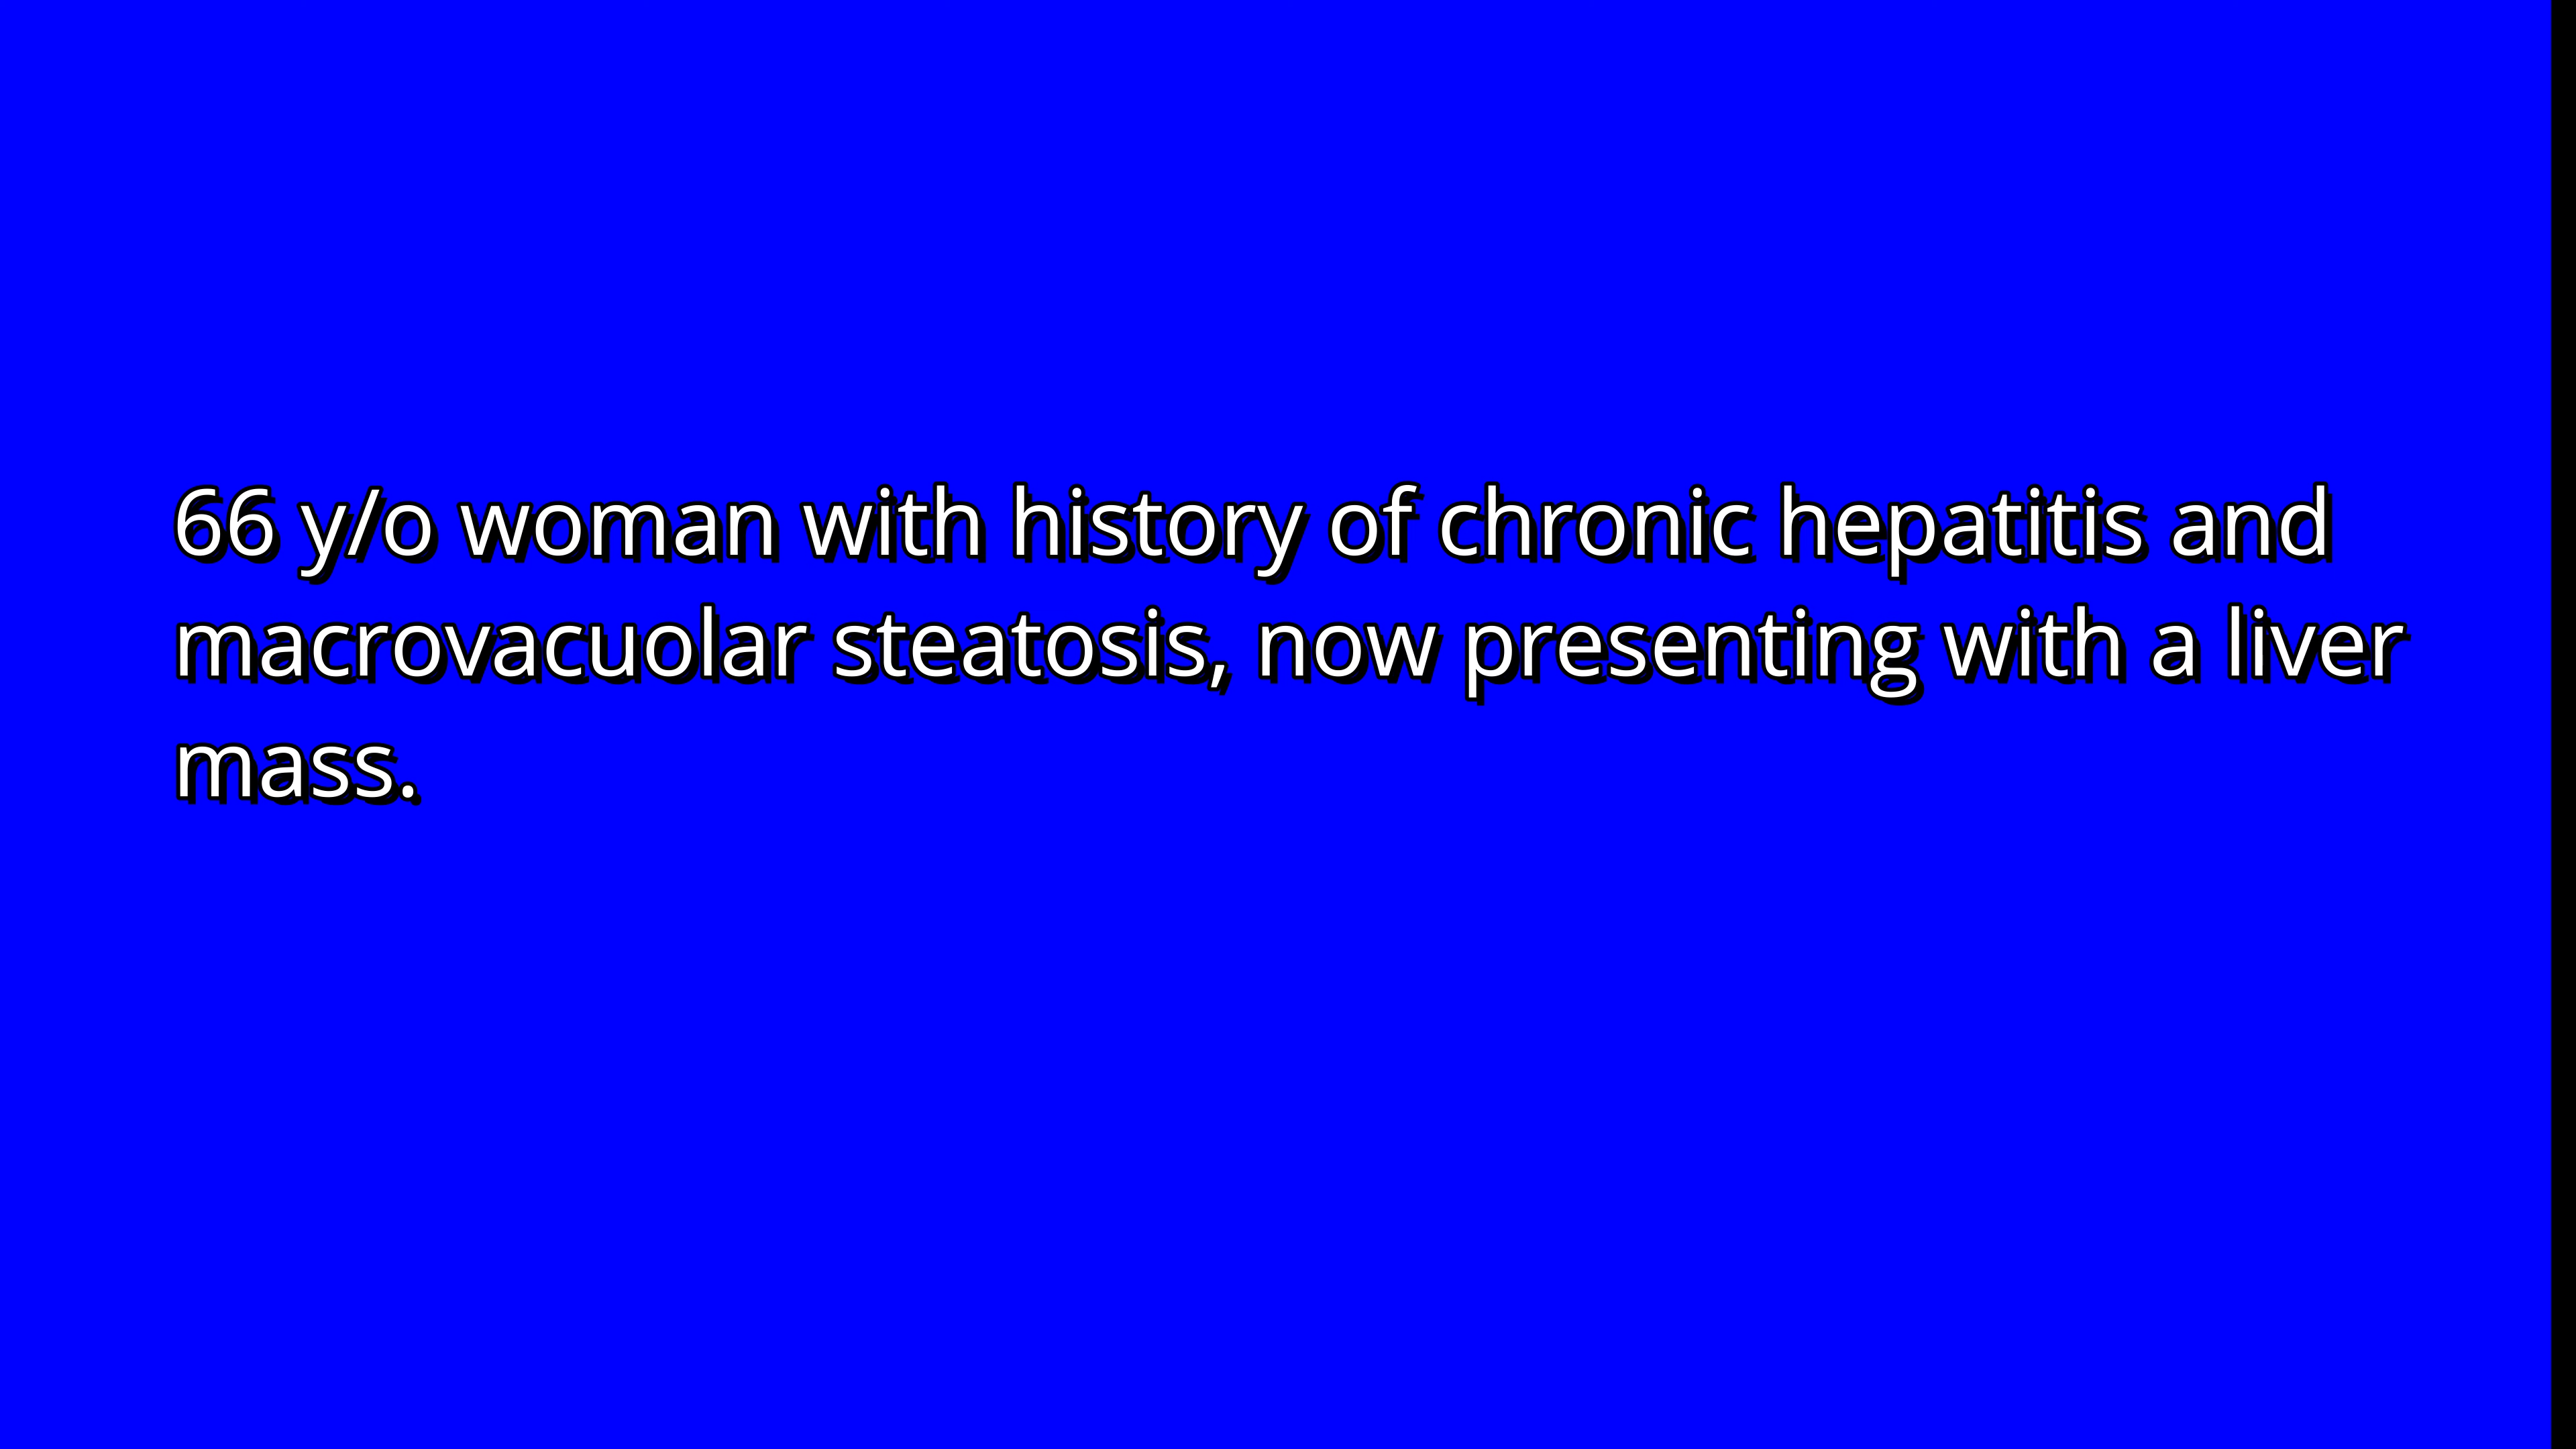 66 y/o woman with history of chronic hepatitis and
macrovacuolar steatosis, now presenting with a liver
mass.